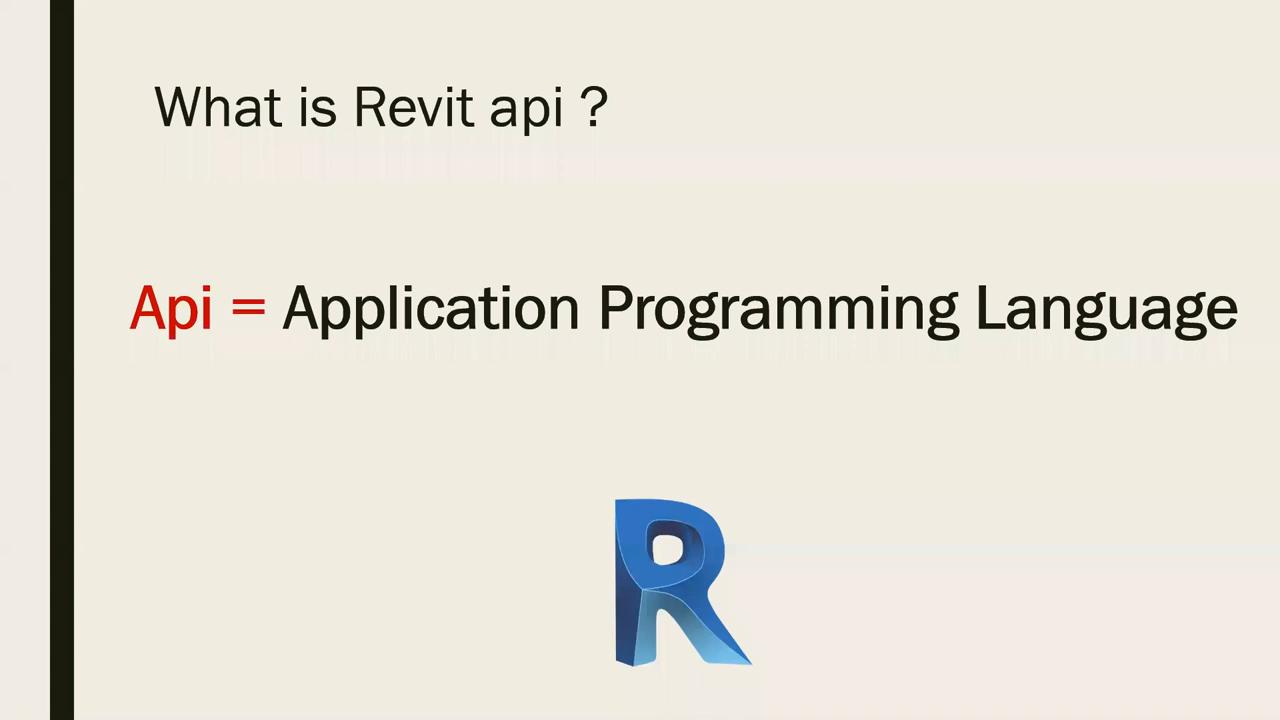 What is Revit api ?
Api = Application Programming Language